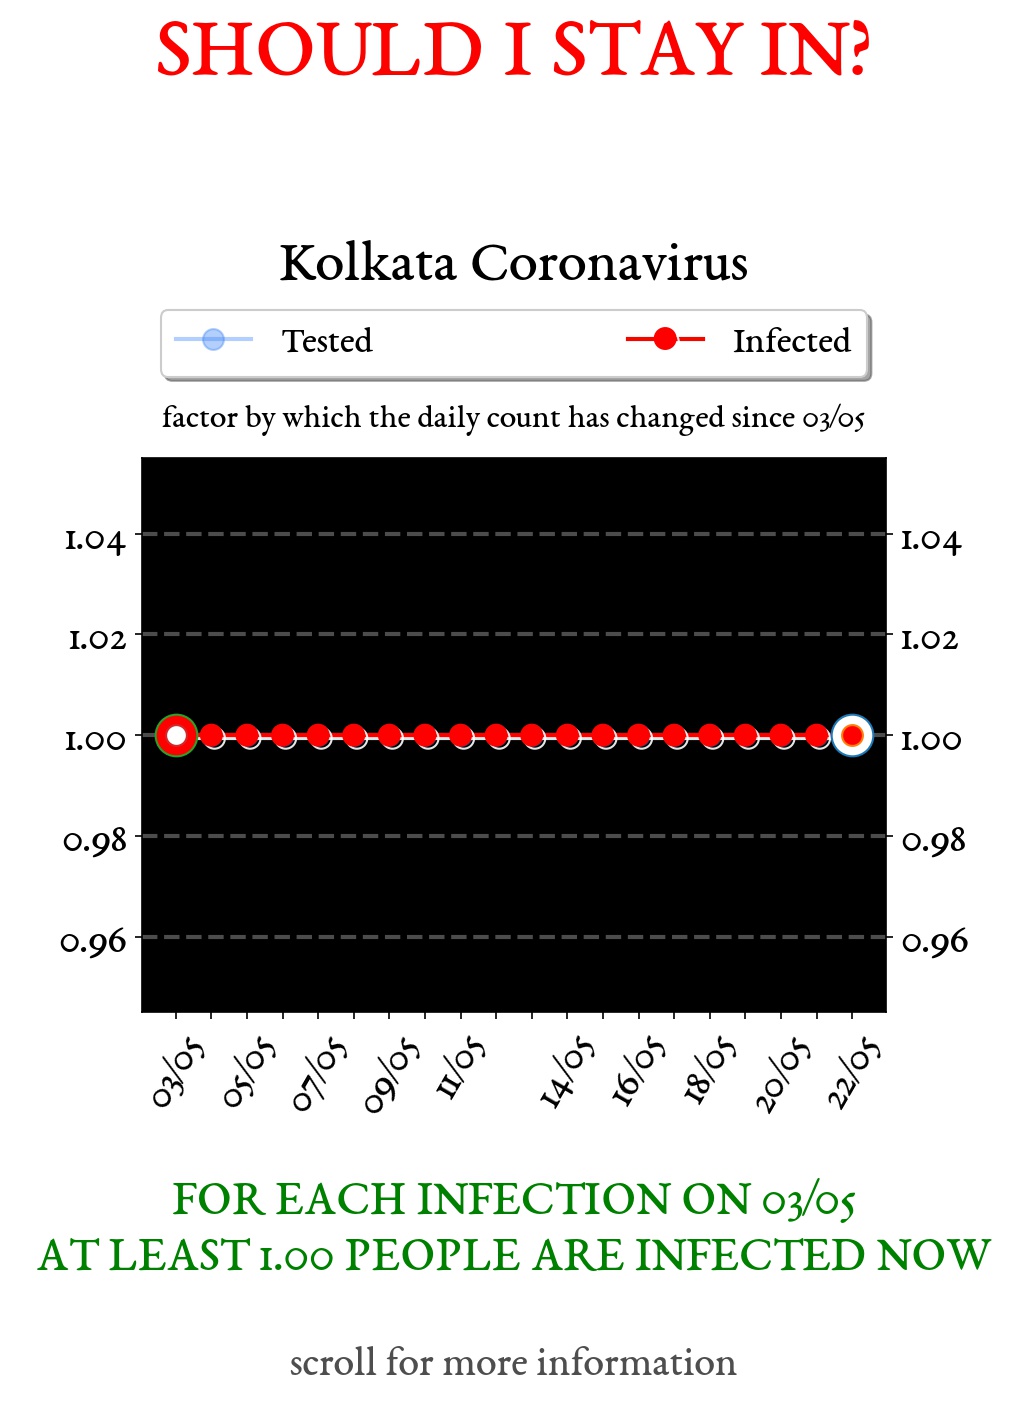 SHOULD I STAY IN?
Kolkata Coronavirus
Tested Infected
factor by which the daily count has changed since 03/05
1.04 1.04
1.02 1.02
1.00 1.00
0.98 0.98
0.96 0.96
03/05 05/05 07/05 09/05 11/05 14/05 16/05 18/05 20/05 22/05
FOR EACH INFECTION ON 03/05
AT LEAST 1.00 PEOPLE ARE INFECTED NOW
scroll for more information